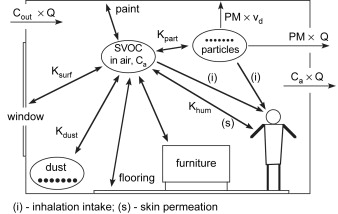 C_out × Q
paint
PM × v_d
K_part
PM × Q
SVOC
in air, C_a
particles
(i)
(i)
C_a × Q
K_surf
K_hum
(s)
window
K_dust
dust
furniture
flooring
(i) - inhalation intake; (s) - skin permeation